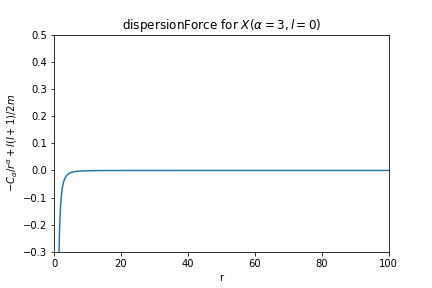 dispersionForce for X(α = 3, l = 0)
−C_α/r^α + l(l + 1)/2m
0.5
0.4
0.3
0.2
0.1
0.0
−0.1
−0.2
−0.3
0 20 40 60 80 100
r